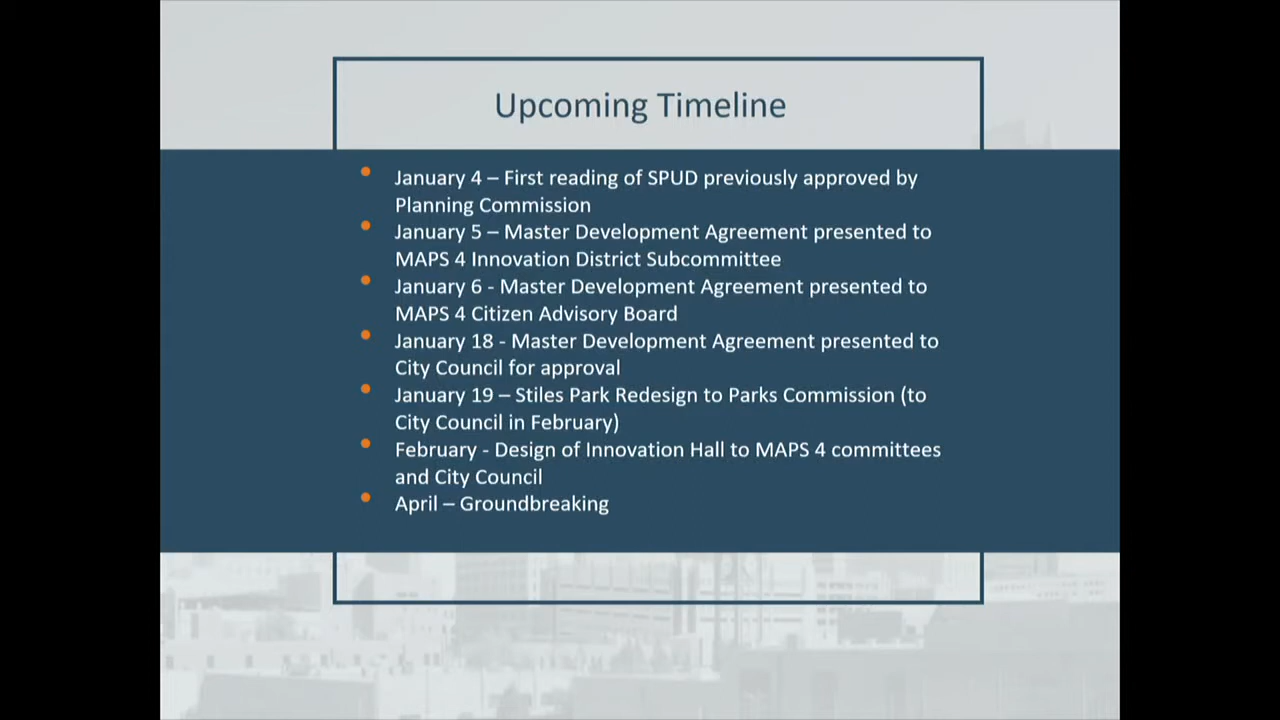 Upcoming Timeline
• January 4 – First reading of SPUD previously approved by
Planning Commission
• January 5 – Master Development Agreement presented to
MAPS 4 Innovation District Subcommittee
• January 6 - Master Development Agreement presented to
MAPS 4 Citizen Advisory Board
• January 18 - Master Development Agreement presented to
City Council for approval
• January 19 – Stiles Park Redesign to Parks Commission (to
City Council in February)
• February - Design of Innovation Hall to MAPS 4 committees
and City Council
• April – Groundbreaking